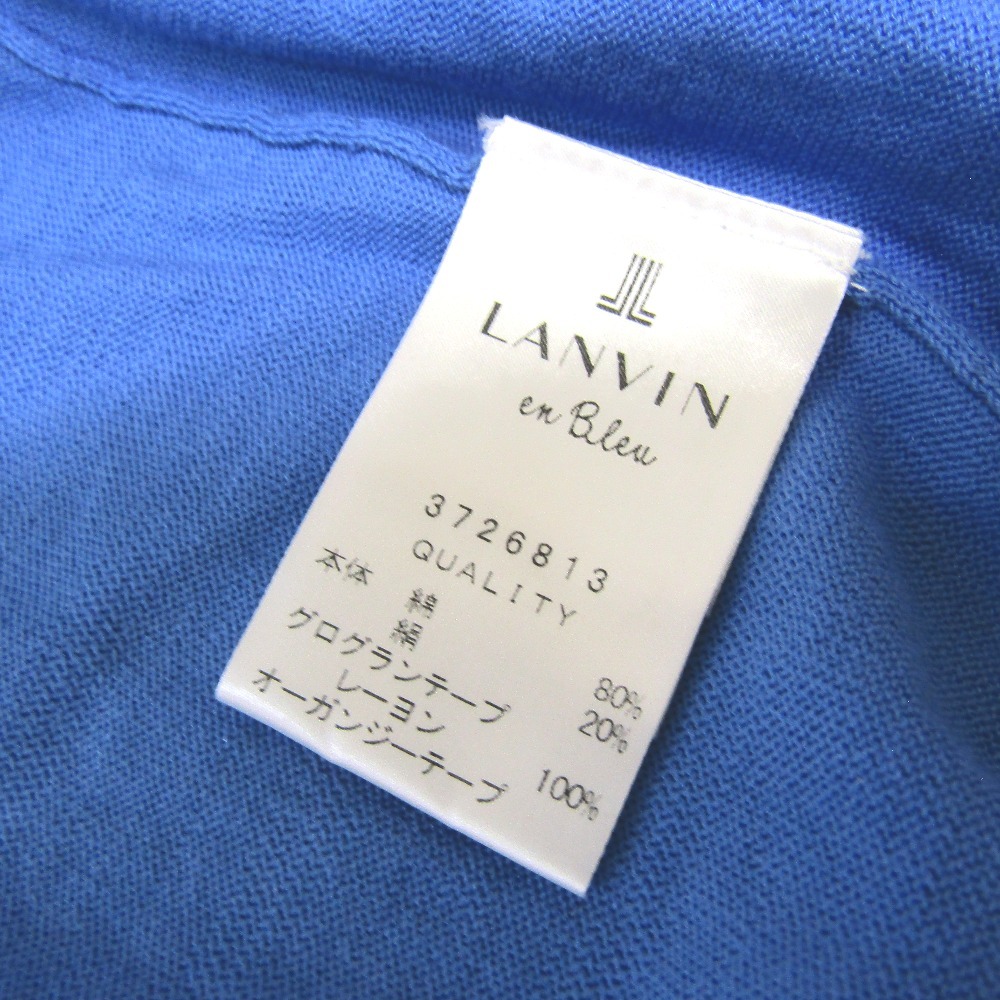 LANVIN
en Bleu
3726813
QUALITY
本体 綿 80%
絹 20%
グログランテープ
レーヨン 100%
オーガンジーテープ